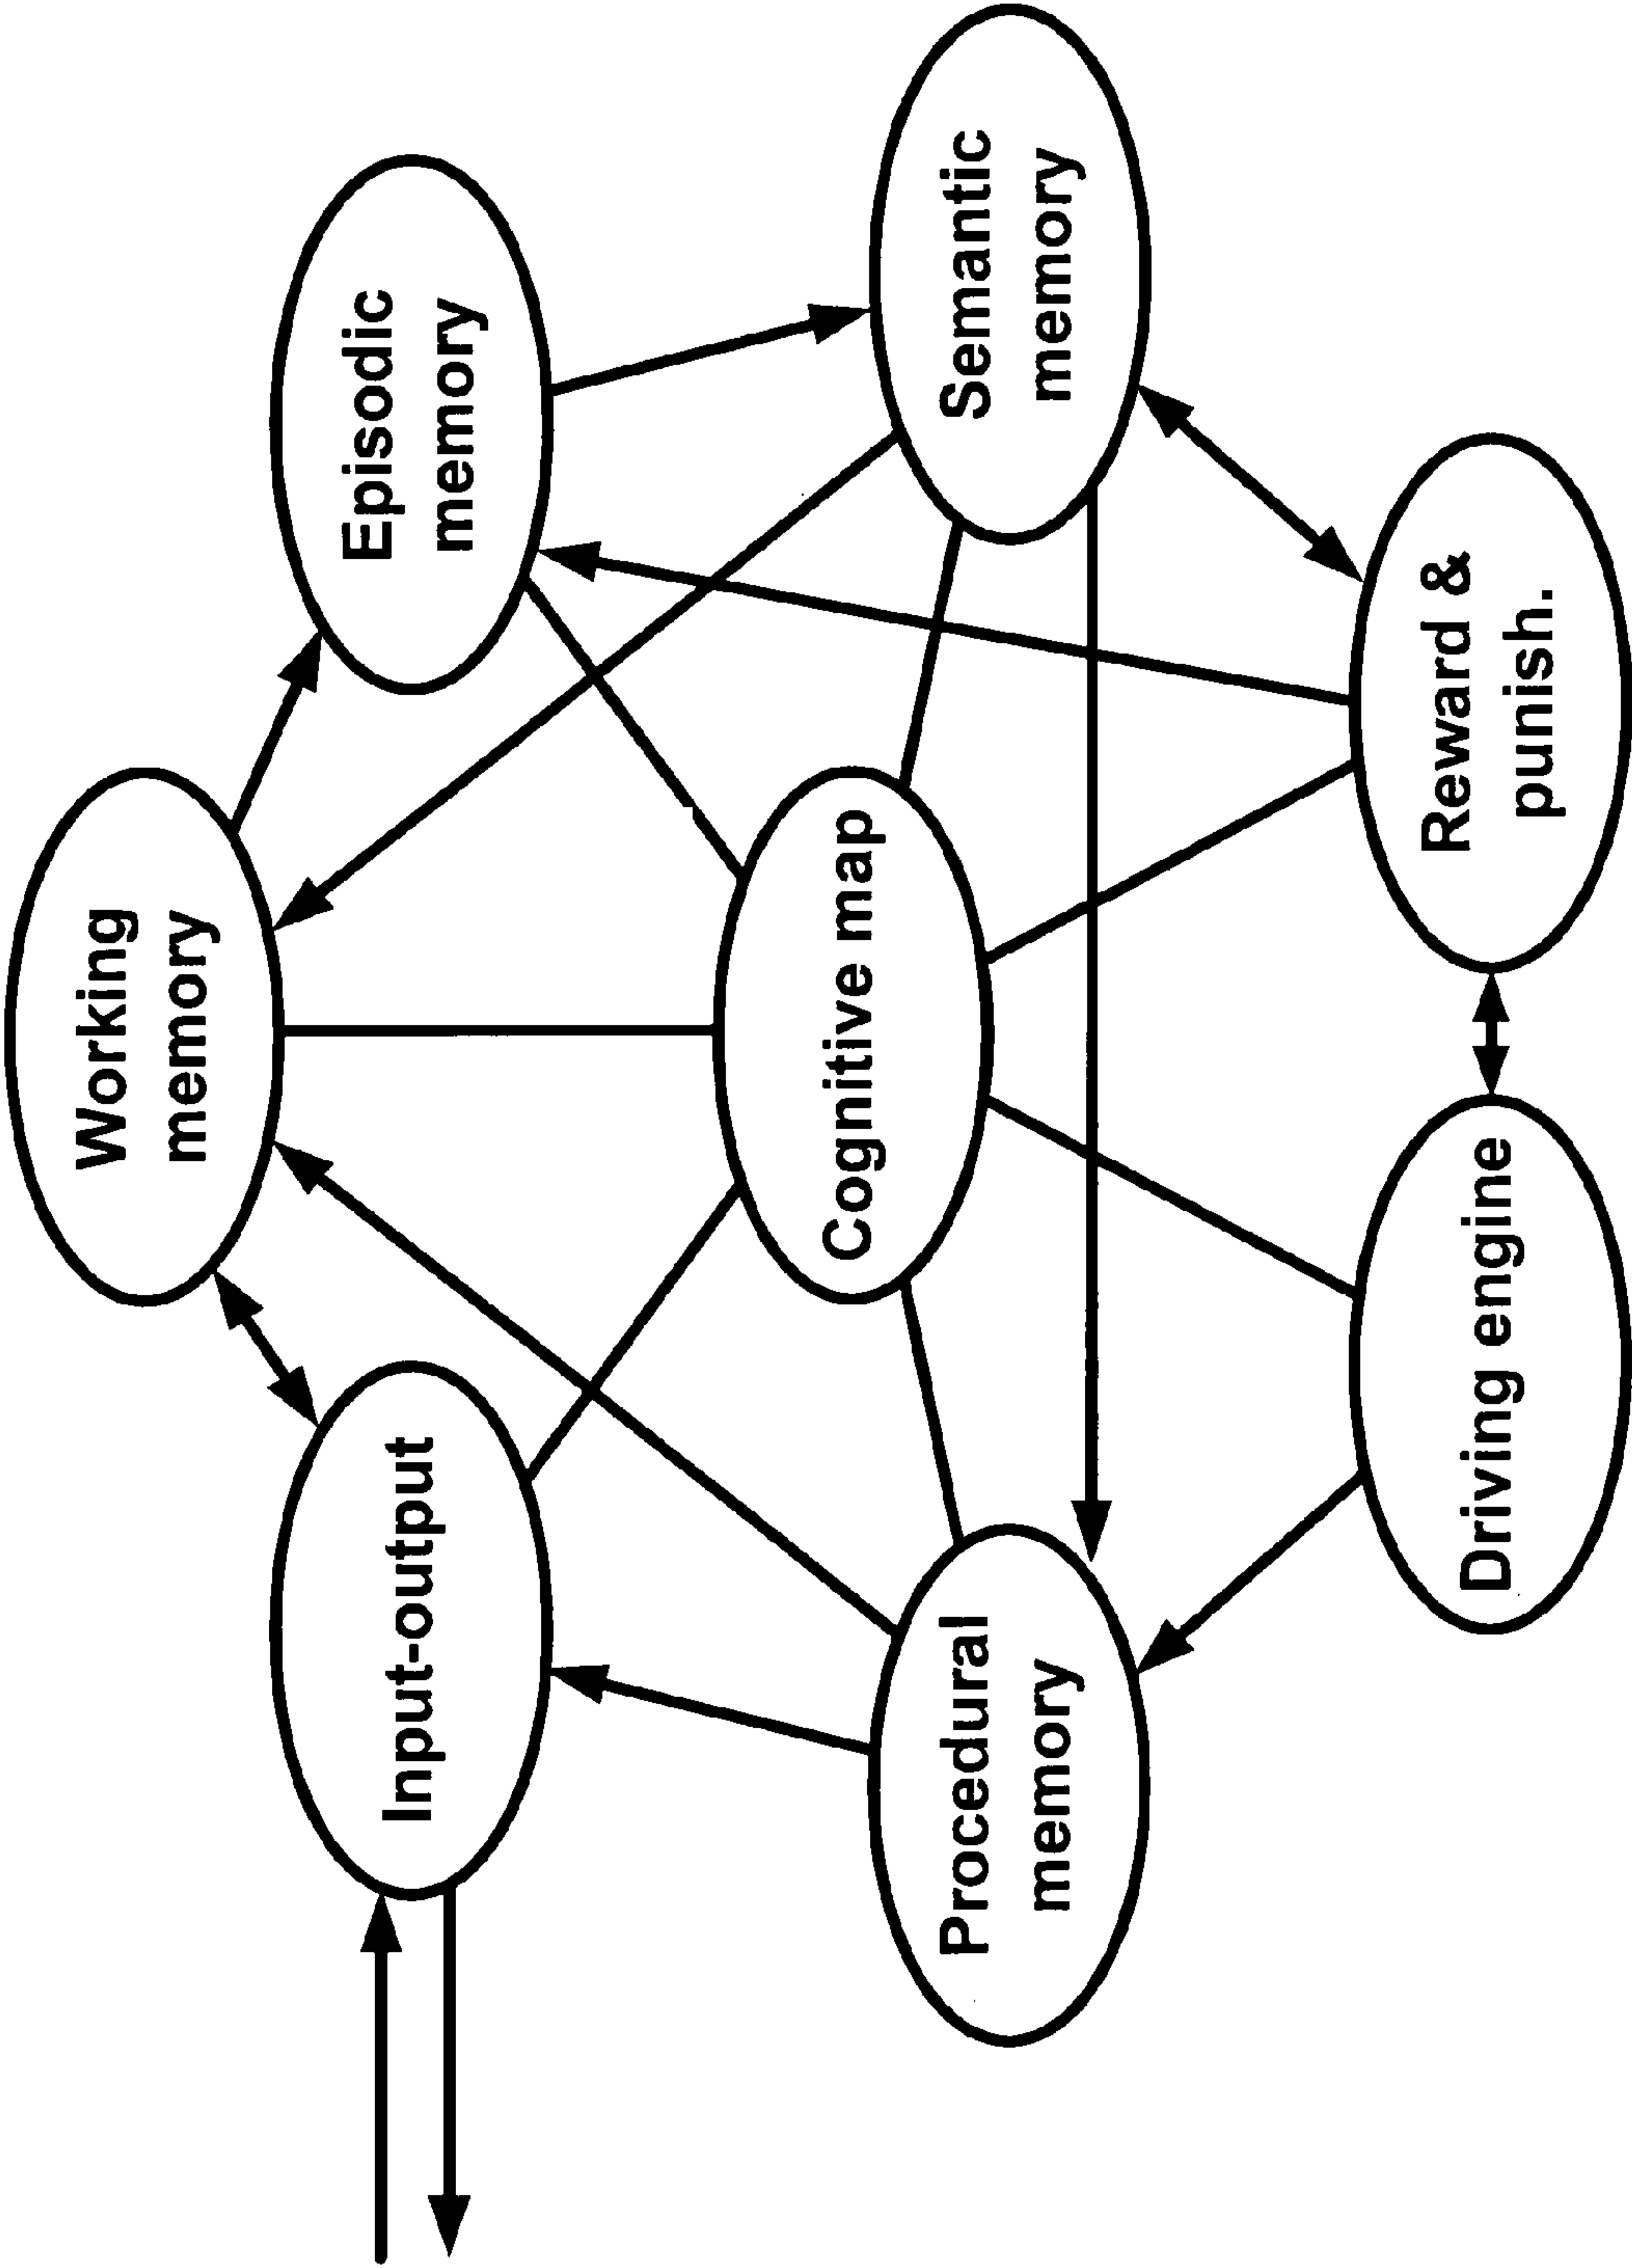 Working
memory
Input-output
Episodic
memory
Cognitive map
Procedural
memory
Semantic
memory
Driving engine
Reward &
punish.